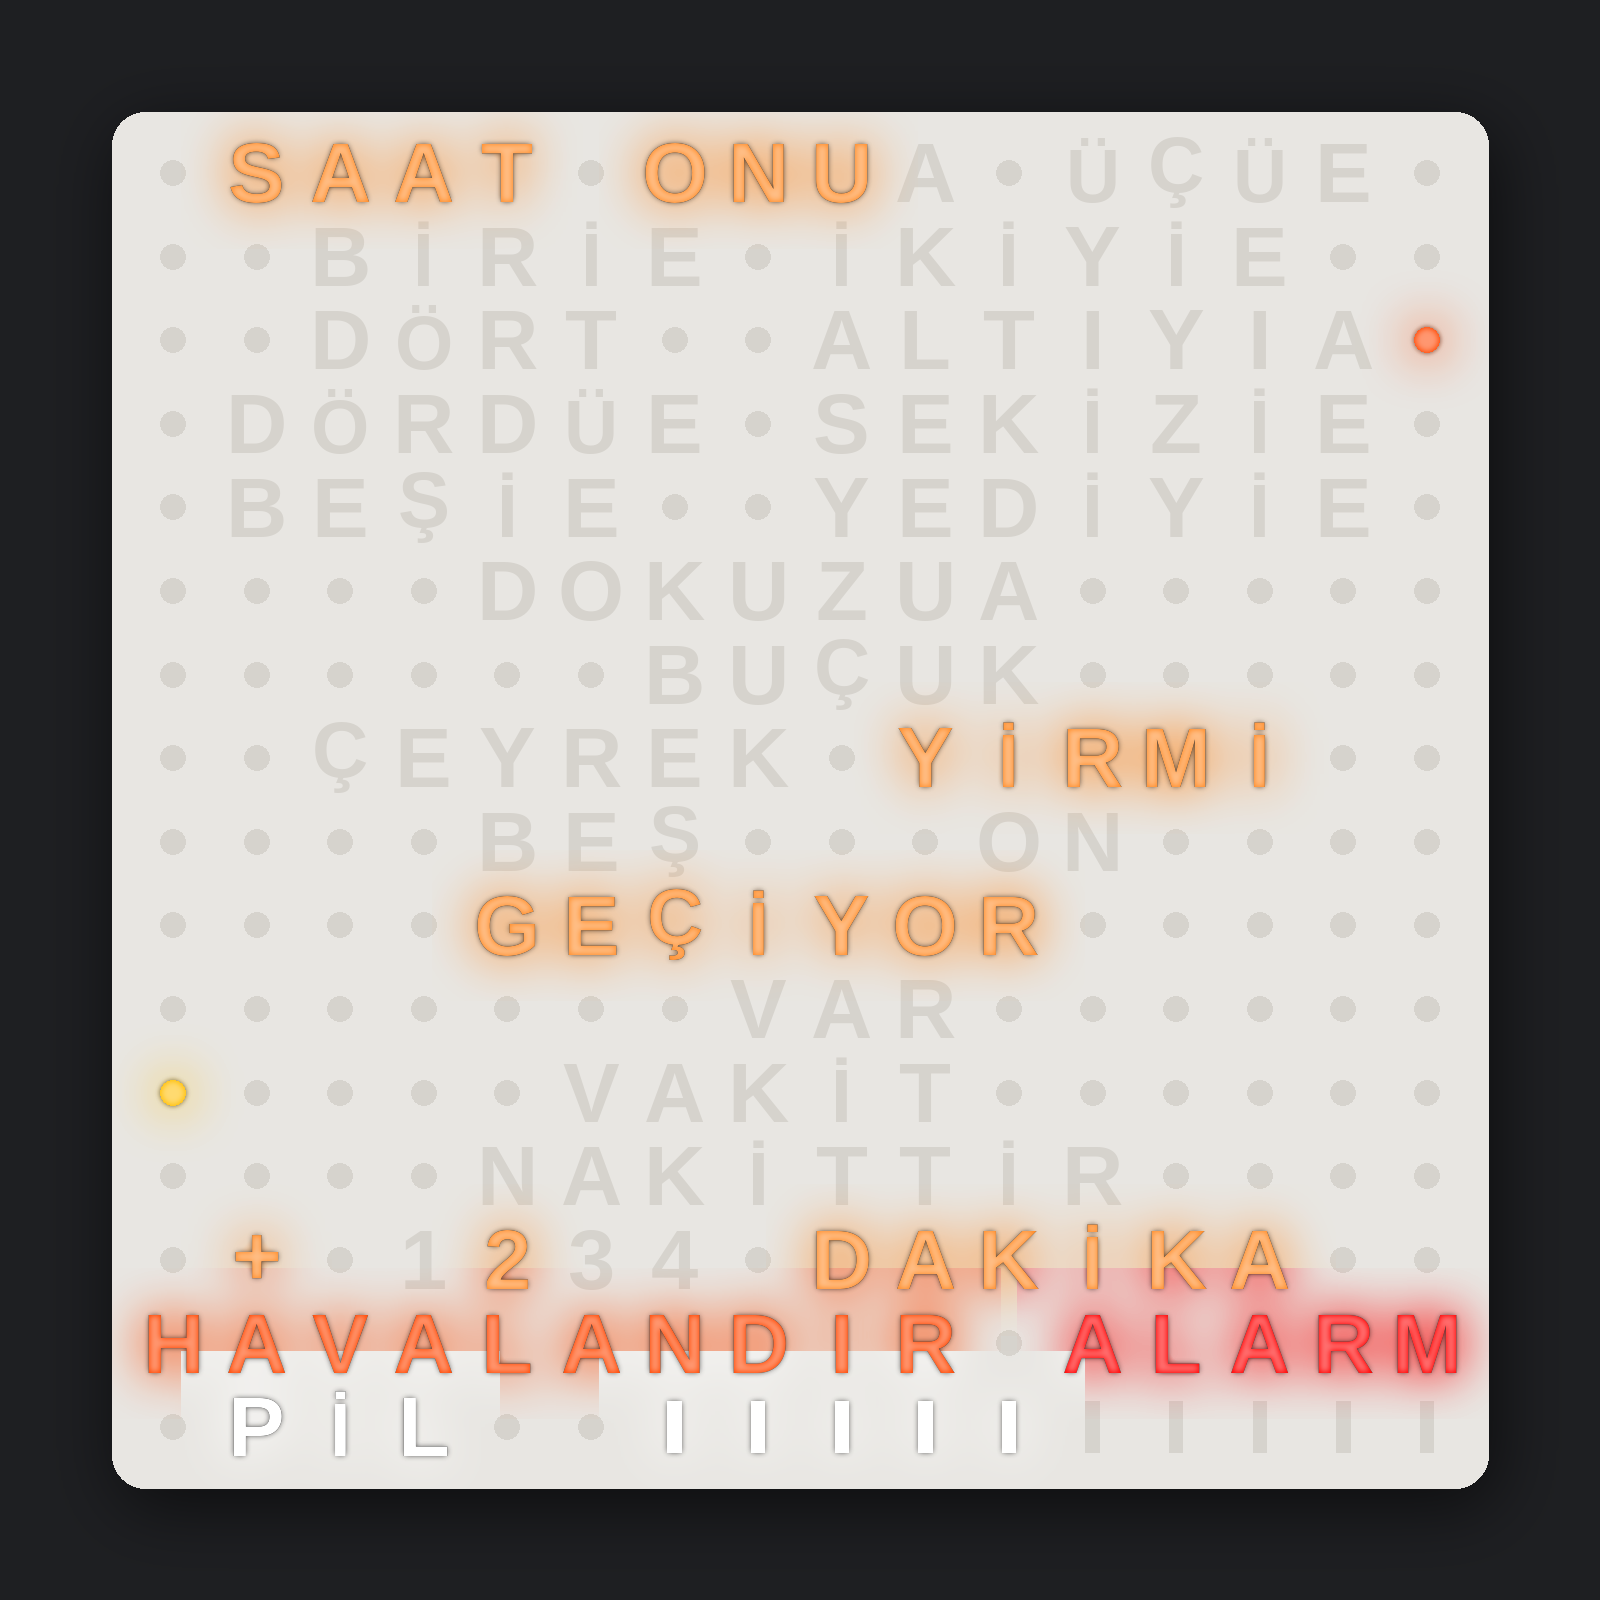 SAAT • ONUA • ÜÇÜE
BİRİE • İKİYİE
DÖRT • • ALTIYIA
DÖRDÜE • SEKİZİE
BEŞİE • • YEDİYİE
DOKUZUA
BUÇUK
ÇEYREK • YİRMİ
BEŞ • • • ON
GEÇİYOR
VAR
VAKİT
NAKİTTİR
+ • 1234 • DAKİKA
HAVALANDIR • ALARM
PİL • • IIIIIIIIII